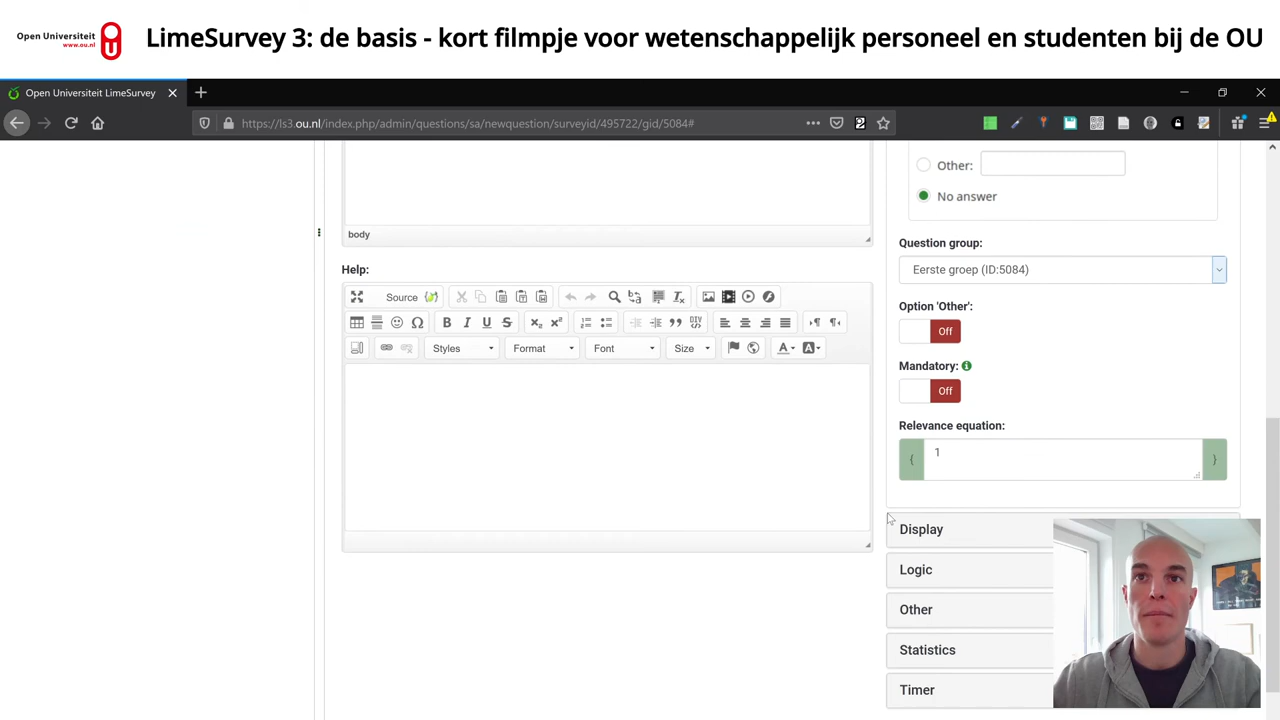 Open Universiteit
www.ou.nl
LimeSurvey 3: de basis - kort filmpje voor wetenschappelijk personeel en studenten bij de OU
Open Universiteit LimeSurvey
https://ls3.ou.nl/index.php/admin/questions/sa/newquestion/surveyid/495722/gid/5084#
Other:
No answer
body
Question group:
Eerste groep (ID:5084)
Help:
Source
Styles
Format
Font
Size
Option 'Other':
Off
Mandatory:
Off
Relevance equation:
{
1
}
Display
Logic
Other
Statistics
Timer